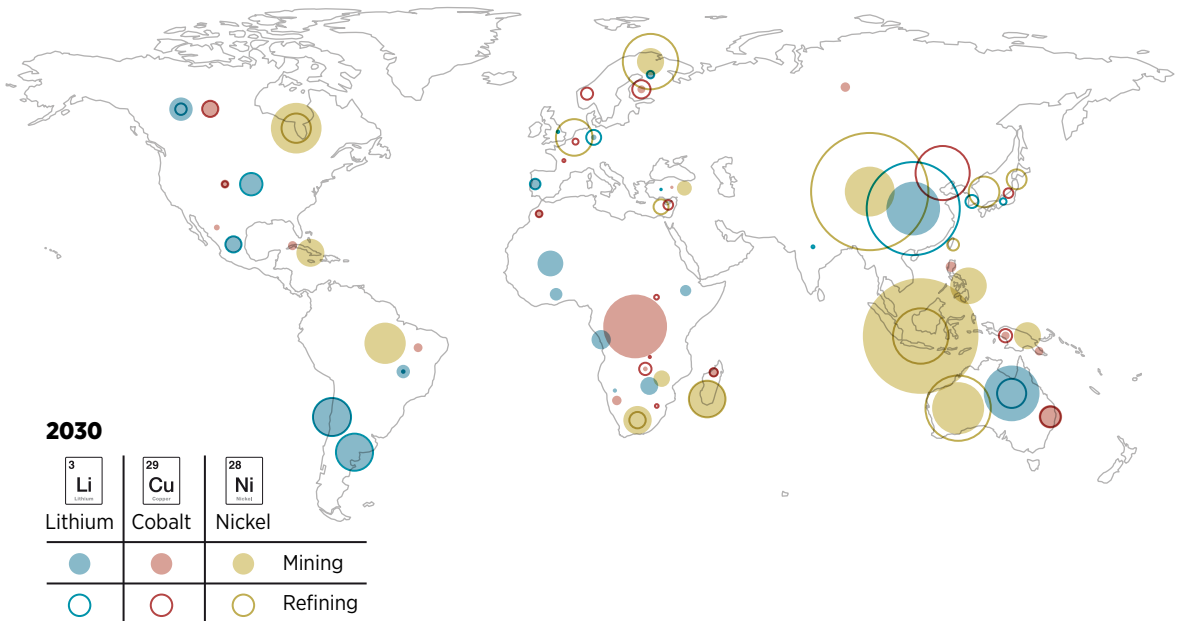 2030
3 29 28
Li Cu Ni
Lithium Copper Nickel
Lithium Cobalt Nickel
Mining
Refining